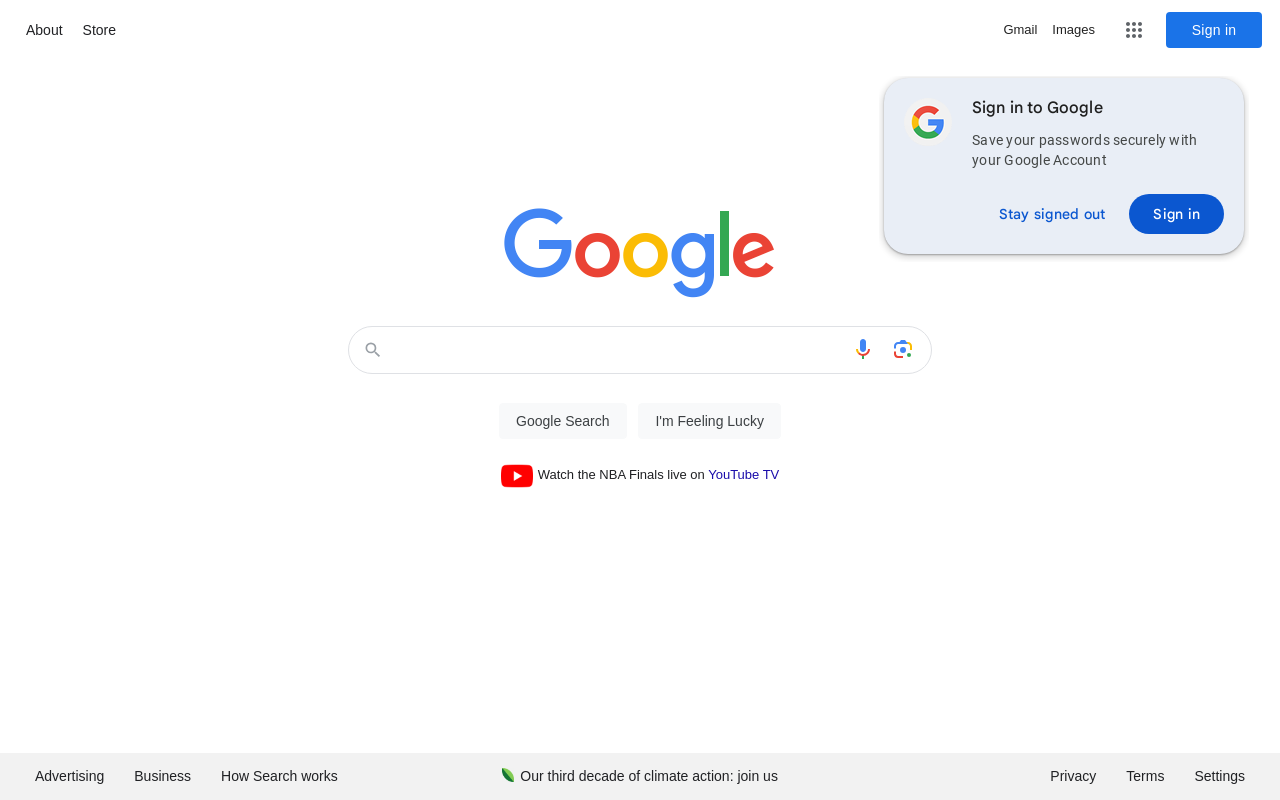 About Store
Gmail Images Sign in
Sign in to Google
Save your passwords securely with
your Google Account
Stay signed out Sign in
Google
Google Search I'm Feeling Lucky
Watch the NBA Finals live on YouTube TV
Advertising Business How Search works
Our third decade of climate action: join us
Privacy Terms Settings